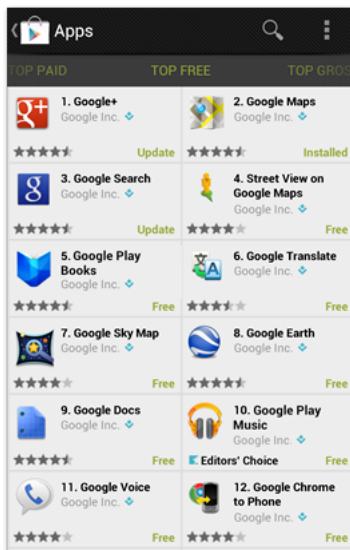 Apps
TOP PAID
TOP FREE
TOP GROS
g+
1. Google+
Google Inc.
Update
2. Google Maps
Google Inc.
Installed
g
3. Google Search
Google Inc.
Update
4. Street View on
Google Maps
Google Inc.
Free
5. Google Play
Books
Google Inc.
Free
A
6. Google Translate
Google Inc.
Free
7. Google Sky Map
Google Inc.
Free
8. Google Earth
Google Inc.
Free
9. Google Docs
Google Inc.
Free
10. Google Play
Music
Google Inc.
Editors' Choice
Free
11. Google Voice
Google Inc.
Free
12. Google Chrome
to Phone
Google Inc.
Free